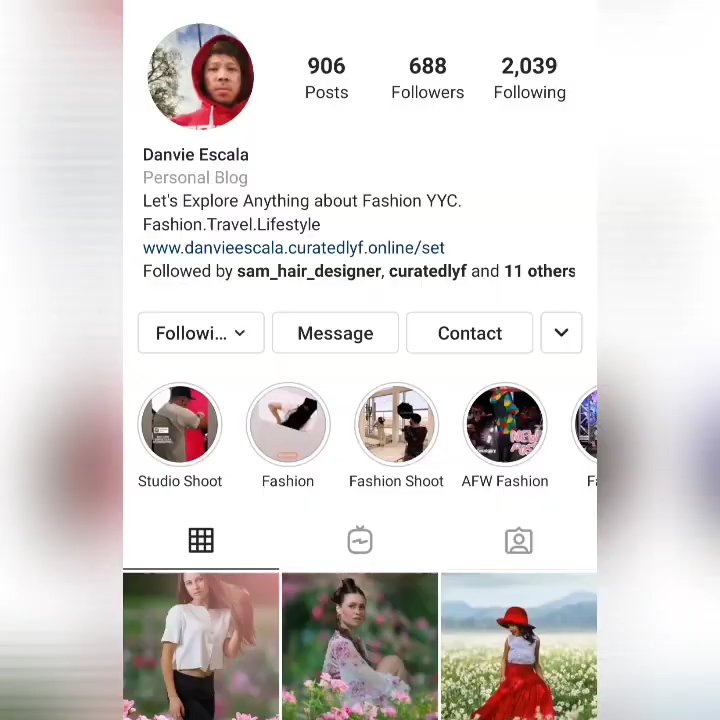 906 688 2,039
Posts Followers Following
Danvie Escala
Personal Blog
Let's Explore Anything about Fashion YYC.
Fashion.Travel.Lifestyle
www.danvieescala.curatedlyf.online/set
Followed by sam_hair_designer, curatedlyf and 11 others
Followi... Message Contact
Studio Shoot Fashion Fashion Shoot AFW Fashion